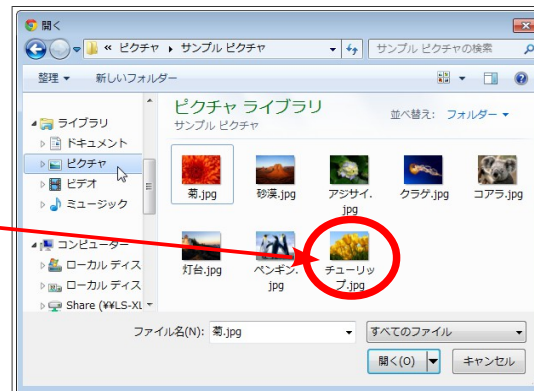 開く
« ピクチャ ▸ サンプル ピクチャ
サンプル ピクチャの検索
整理 ▼ 新しいフォルダー
ピクチャ ライブラリ
サンプル ピクチャ
並べ替え: フォルダー ▼
ライブラリ
ドキュメント
ピクチャ
ビデオ
ミュージック
コンピューター
ローカル ディス
ローカル ディス
Share (¥¥LS-XL
菊.jpg
砂漠.jpg
アジサイ.
jpg
クラゲ.jpg
コアラ.jpg
灯台.jpg
ペンギン.
jpg
チューリッ
プ.jpg
ファイル名(N): 菊.jpg
すべてのファイル
開く(O)
キャンセル